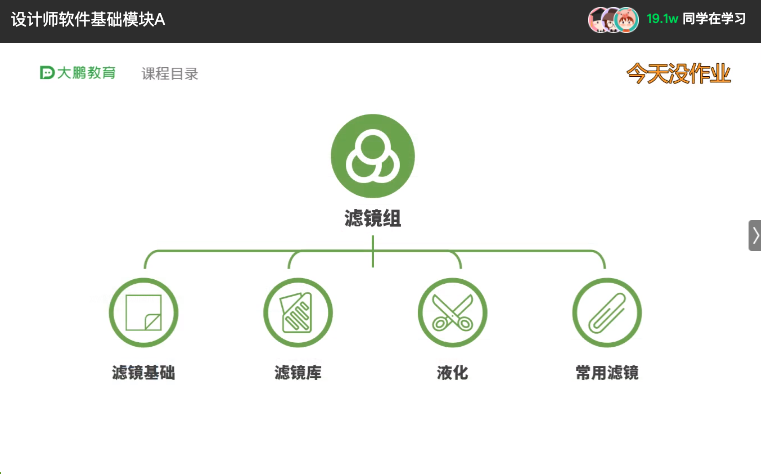 设计师软件基础模块A
19.1w 同学在学习
大鹏教育
课程目录
今天没作业
滤镜组
滤镜基础
滤镜库
液化
常用滤镜